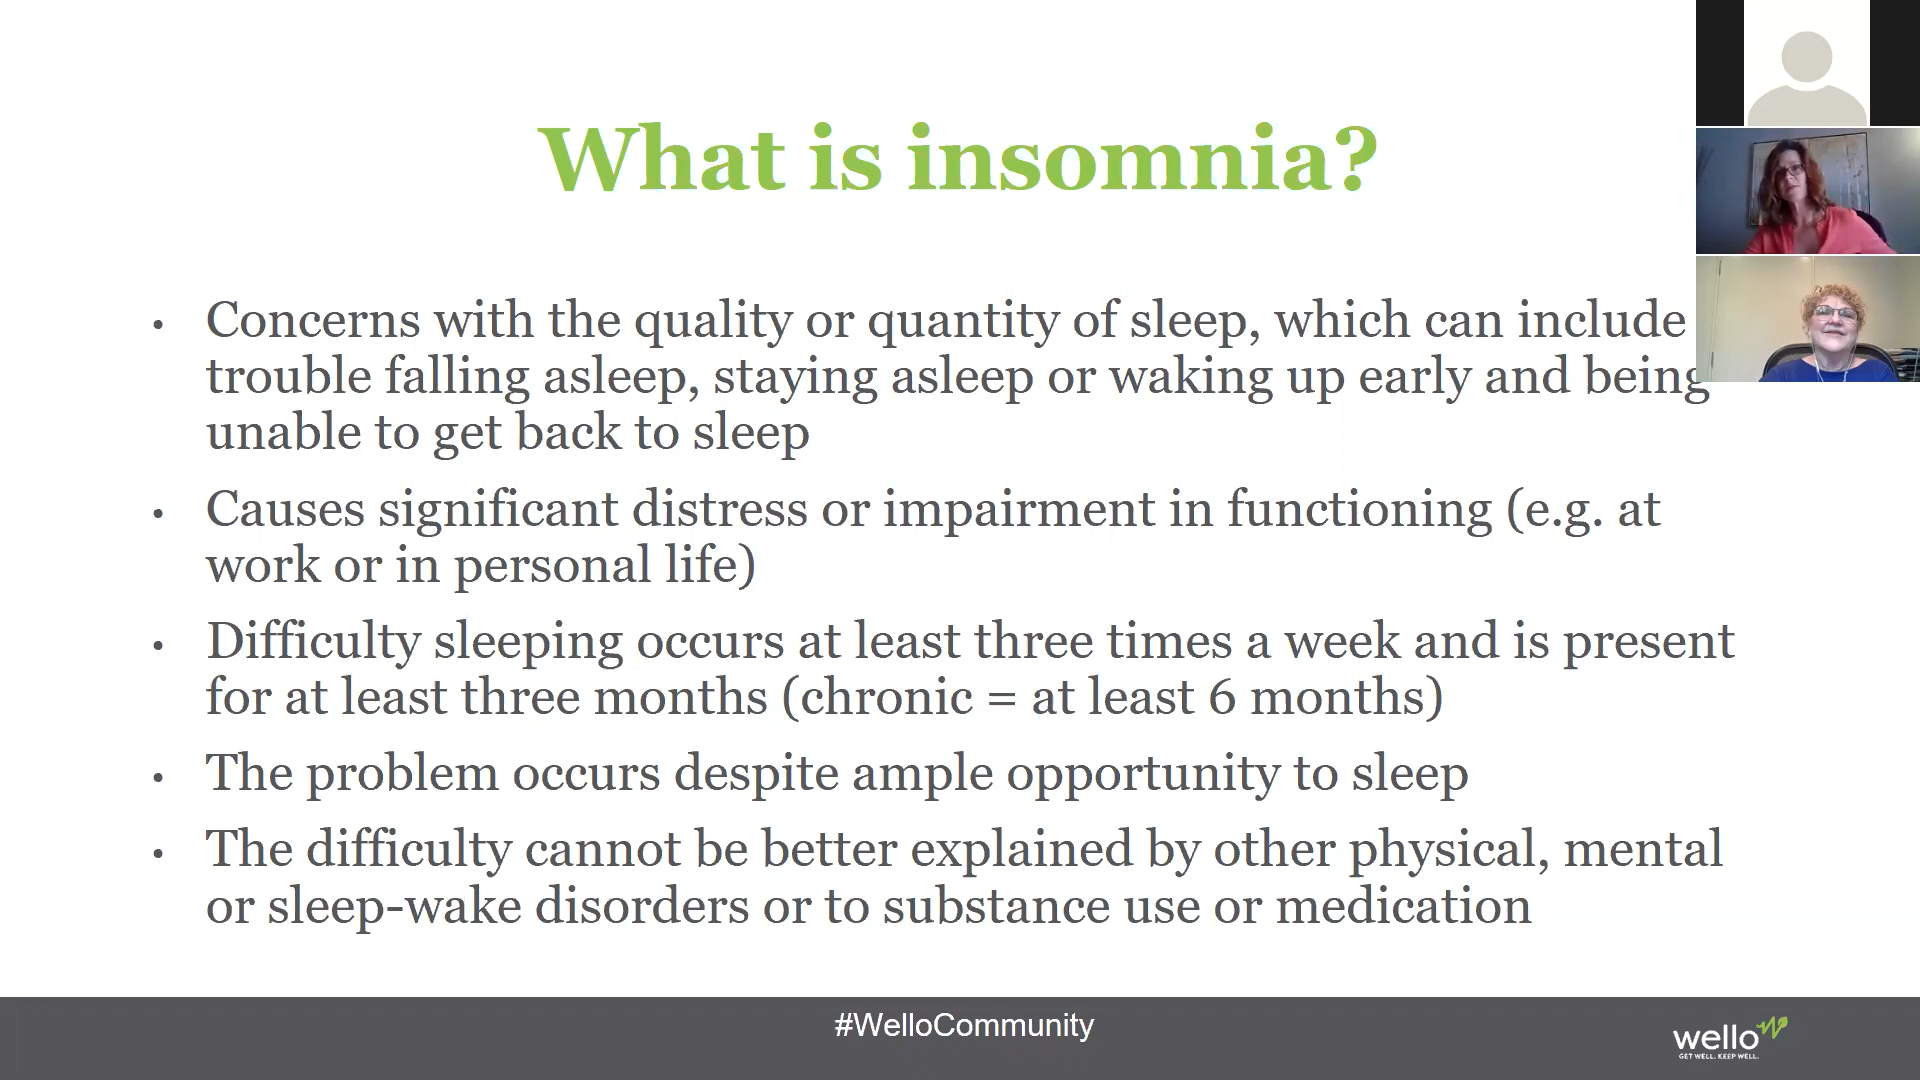 What is insomnia?
• Concerns with the quality or quantity of sleep, which can include
trouble falling asleep, staying asleep or waking up early and being
unable to get back to sleep
• Causes significant distress or impairment in functioning (e.g. at
work or in personal life)
• Difficulty sleeping occurs at least three times a week and is present
for at least three months (chronic = at least 6 months)
• The problem occurs despite ample opportunity to sleep
• The difficulty cannot be better explained by other physical, mental
or sleep-wake disorders or to substance use or medication
#WelloCommunity
wello
GET WELL. KEEP WELL.